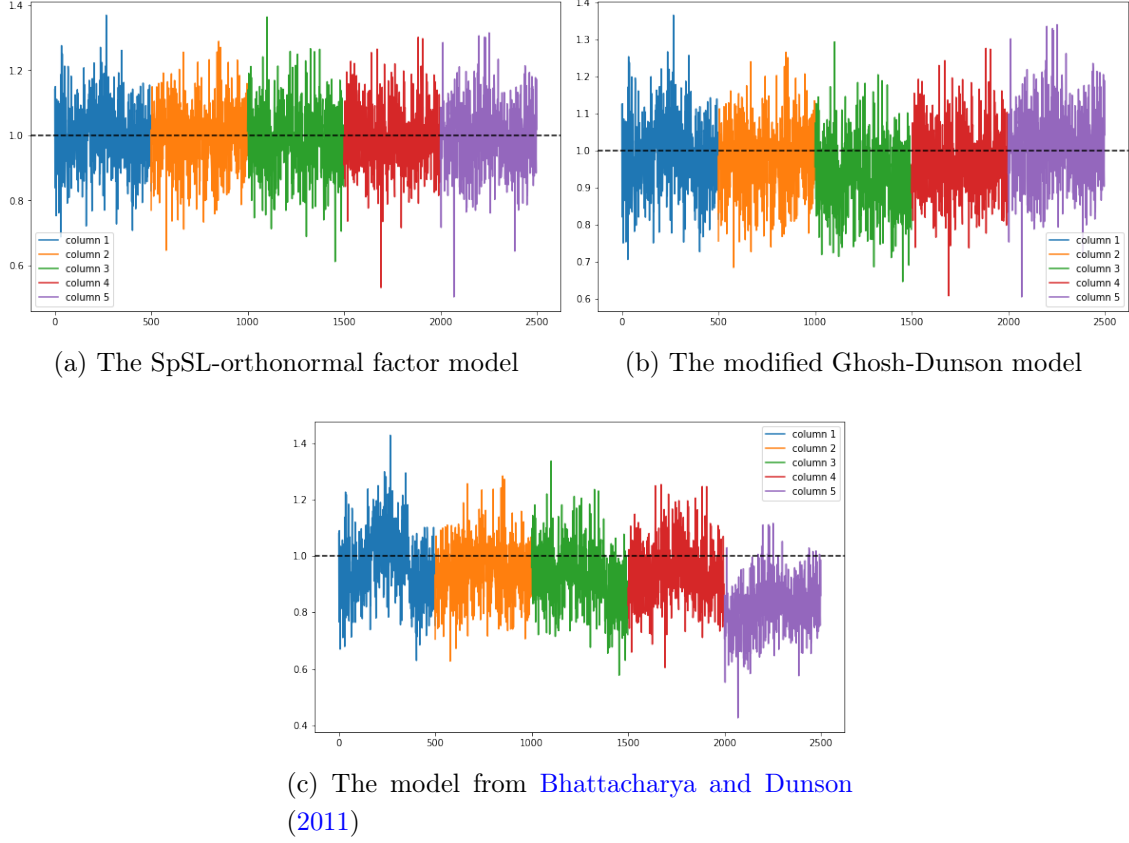 1.4
1.2
1.0
0.8
0.6
column 1
column 2
column 3
column 4
column 5
0 500 1000 1500 2000 2500
(a) The SpSL-orthonormal factor model
1.4
1.3
1.2
1.1
1.0
0.9
0.8
0.7
0.6
column 1
column 2
column 3
column 4
column 5
0 500 1000 1500 2000 2500
(b) The modified Ghosh-Dunson model
1.4
1.2
1.0
0.8
0.6
0.4
column 1
column 2
column 3
column 4
column 5
0 500 1000 1500 2000 2500
(c) The model from Bhattacharya and Dunson
(2011)